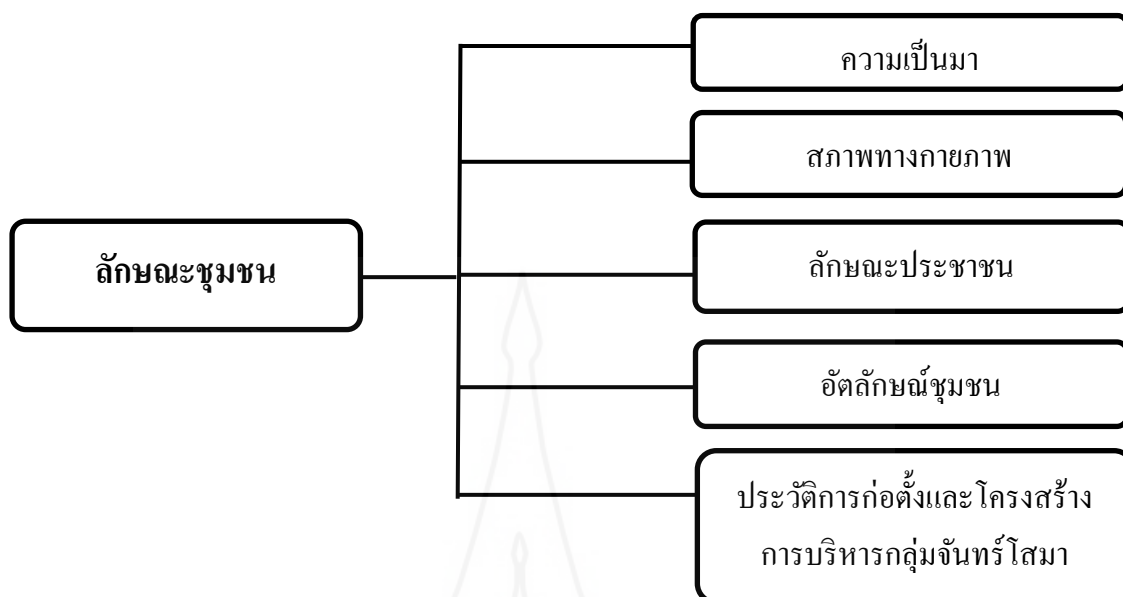 ความเป็นมา
สภาพทางกายภาพ
ลักษณะชุมชน
ลักษณะประชาชน
อัตลักษณ์ชุมชน
ประวัติการก่อตั้งและโครงสร้าง
การบริหารกลุ่มจันทร์โสมา